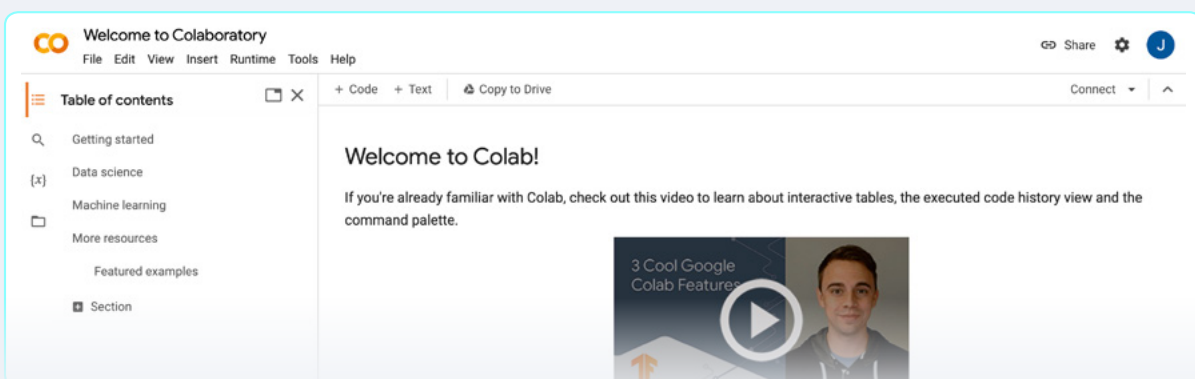 CO
Welcome to Colaboratory
File Edit View Insert Runtime Tools Help
Share
J
Table of contents
+ Code + Text
Copy to Drive
Connect
Getting started
{x}
Data science
Machine learning
More resources
Featured examples
Section
Welcome to Colab!
If you're already familiar with Colab, check out this video to learn about interactive tables, the executed code history view and the
command palette.
3 Cool Google
Colab Features